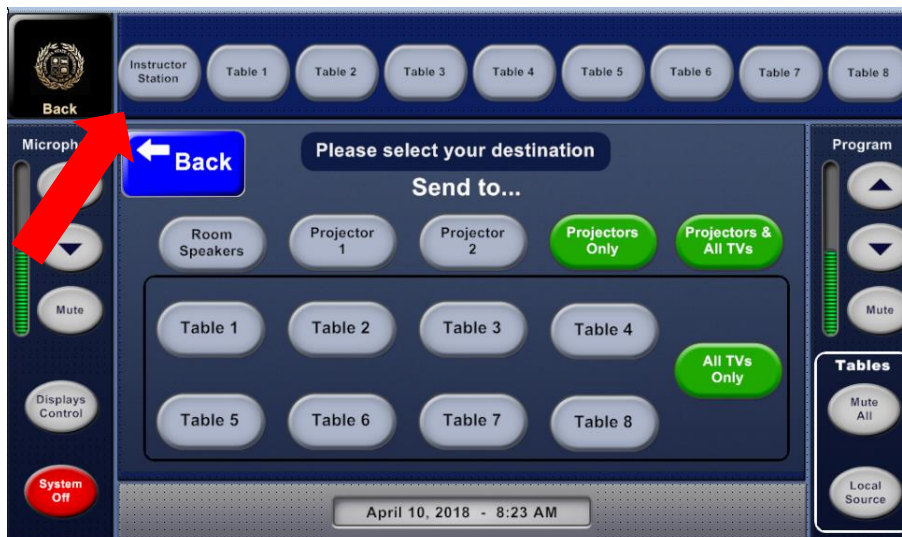 Back
Instructor
Station
Table 1
Table 2
Table 3
Table 4
Table 5
Table 6
Table 7
Table 8
Mute
Displays
Control
System
Off
Back
Please select your destination
Send to...
Room
Speakers
Projector
1
Projector
2
Projectors
Only
Projectors &
All TVs
Table 1
Table 2
Table 3
Table 4
All TVs
Only
Table 5
Table 6
Table 7
Table 8
April 10, 2018 - 8:23 AM
Program
Mute
Tables
Mute
All
Local
Source